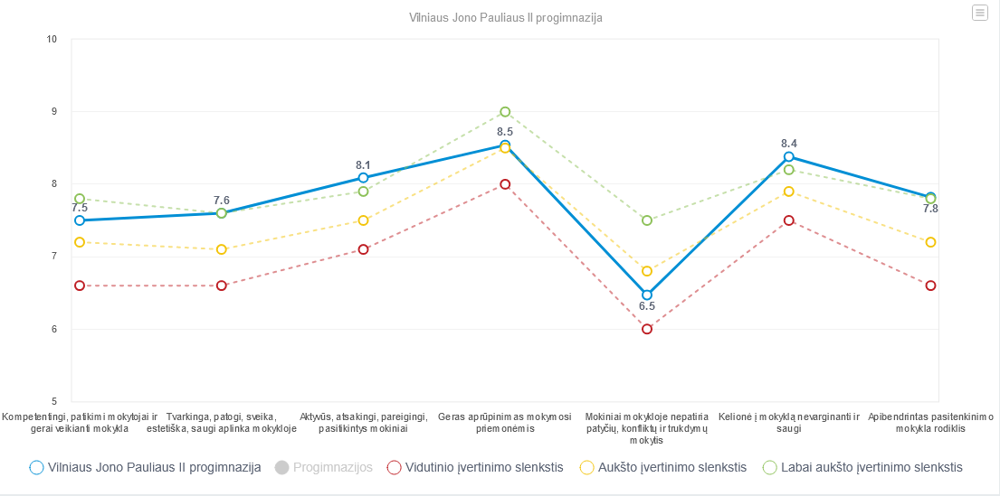 Vilniaus Jono Pauliaus II progimnazija
10
9
8
7
6
5
7.5
7.6
8.1
8.5
6.5
8.4
7.8
Kompetentingi, patikimi mokytojai ir
gerai veikianti mokykla
Tvarkinga, patogi, sveika,
estetiška, saugi aplinka mokykloje
Aktyvūs, atsakingi, pareigingi,
pasitikintys mokiniai
Geras aprūpinimas mokymosi
priemonėmis
Mokiniai mokykloje nepatiria
patyčių, konfliktų ir trukdymų
mokytis
Kelionė į mokyklą nevarginanti ir
saugi
Apibendrintas pasitenkinimo
mokykla rodiklis
Vilniaus Jono Pauliaus II progimnazija
Progimnazijos
Vidutinio įvertinimo slenkstis
Aukšto įvertinimo slenkstis
Labai aukšto įvertinimo slenkstis